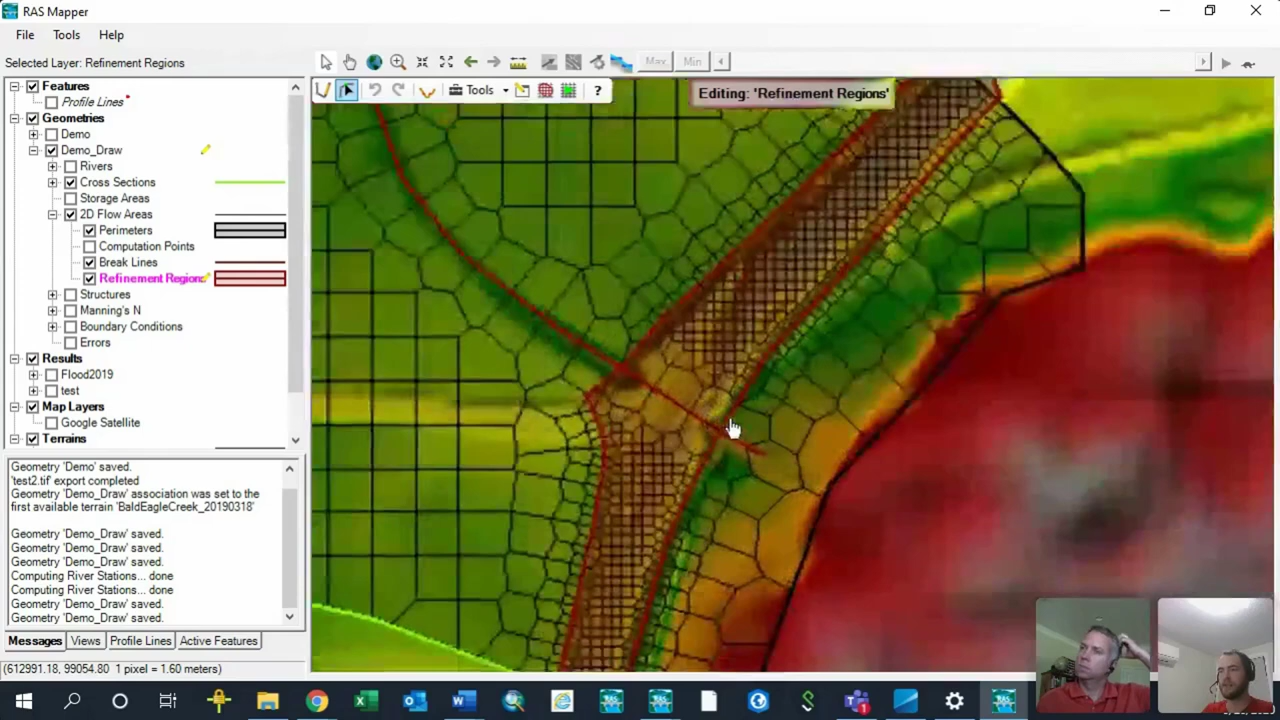 RAS Mapper
File Tools Help
Selected Layer: Refinement Regions
Max Min
Tools ?
Editing: 'Refinement Regions'
Features
Profile Lines
Geometries
Demo
Demo_Draw
Rivers
Cross Sections
Storage Areas
2D Flow Areas
Perimeters
Computation Points
Break Lines
Refinement Regions
Structures
Manning's N
Boundary Conditions
Errors
Results
Flood2019
test
Map Layers
Google Satellite
Terrains
Geometry 'Demo' saved.
'test2.tif' export completed
Geometry 'Demo_Draw' association was set to the
first available terrain 'BaldEagleCreek_20190318'
Geometry 'Demo_Draw' saved.
Geometry 'Demo_Draw' saved.
Geometry 'Demo_Draw' saved.
Computing River Stations... done
Computing River Stations... done
Geometry 'Demo_Draw' saved.
Geometry 'Demo_Draw' saved.
Messages Views Profile Lines Active Features
(612991.18, 99054.80 1 pixel = 1.60 meters)